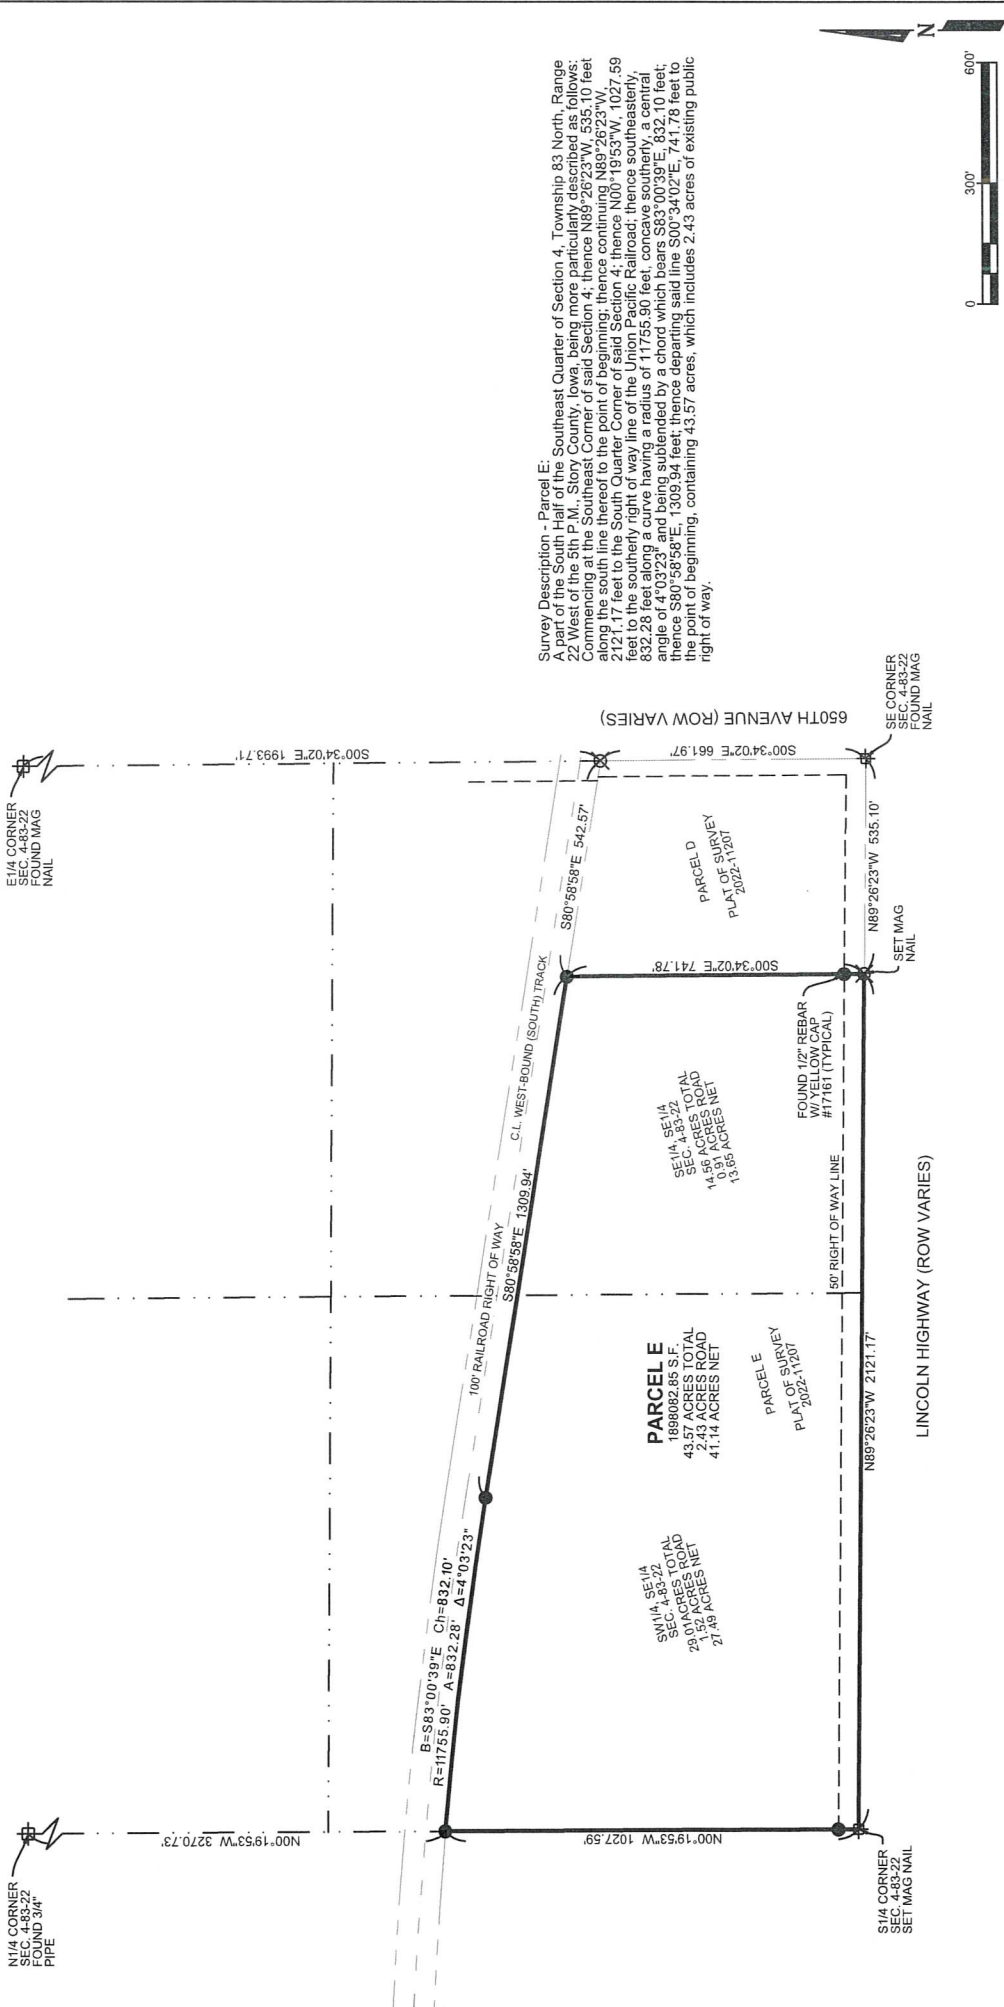 N1/4 CORNER
SEC. 4-83-22
FOUND 3/4"
PIPE
E1/4 CORNER
SEC. 4-83-22
FOUND MAG
NAIL
N00°19'53"W 3270.73'
S00°34'02"E 1993.71'
B=S83°00'39"E Ch=832.10'
R=11755.90' A=832.28' Δ=4°03'23"
100' RAILROAD RIGHT OF WAY
C.L. WEST-BOUND (SOUTH) TRACK
S80°58'58"E 1309.94'
S80°58'58"E 542.57'
N00°19'53"W 1027.59'
S00°34'02"E 741.78'
S00°34'02"E 661.97'
650TH AVENUE (ROW VARIES)
SW1/4, SE1/4
SEC. 4-83-22
29.01ACRES TOTAL
1.52 ACRES ROAD
27.49 ACRES NET
PARCEL E
1898082.85 S.F.
43.57 ACRES TOTAL
2.43 ACRES ROAD
41.14 ACRES NET
PARCEL E
PLAT OF SURVEY
2022-11207
SE1/4, SE1/4
SEC. 4-83-22
14.56 ACRES TOTAL
0.91 ACRES ROAD
13.65 ACRES NET
PARCEL D
PLAT OF SURVEY
2022-11207
50' RIGHT OF WAY LINE
FOUND 1/2" REBAR
W/ YELLOW CAP
#17161 (TYPICAL)
N89°26'23"W 2121.17'
N89°26'23"W 535.10'
S1/4 CORNER
SEC. 4-83-22
SET MAG NAIL
SET MAG
NAIL
SE CORNER
SEC. 4-83-22
FOUND MAG
NAIL
LINCOLN HIGHWAY (ROW VARIES)
Survey Description - Parcel E:
A part of the South Half of the Southeast Quarter of Section 4, Township 83 North, Range
22 West of the 5th P.M., Story County, Iowa, being more particularly described as follows:
Commencing at the Southeast Corner of said Section 4; thence N89°26'23"W, 535.10 feet
along the south line thereof to the point of beginning; thence continuing N89°26'23"W,
2121.17 feet to the South Quarter Corner of said Section 4; thence N00°19'53"W, 1027.59
feet to the southerly right of way line of the Union Pacific Railroad; thence southeasterly,
832.28 feet along a curve having a radius of 11755.90 feet, concave southerly, a central
angle of 4°03'23" and being subtended by a chord which bears S83°00'39"E, 832.10 feet;
thence S80°58'58"E, 1309.94 feet; thence departing said line S00°34'02"E, 741.78 feet to
the point of beginning, containing 43.57 acres, which includes 2.43 acres of existing public
right of way.
N
0 300' 600'